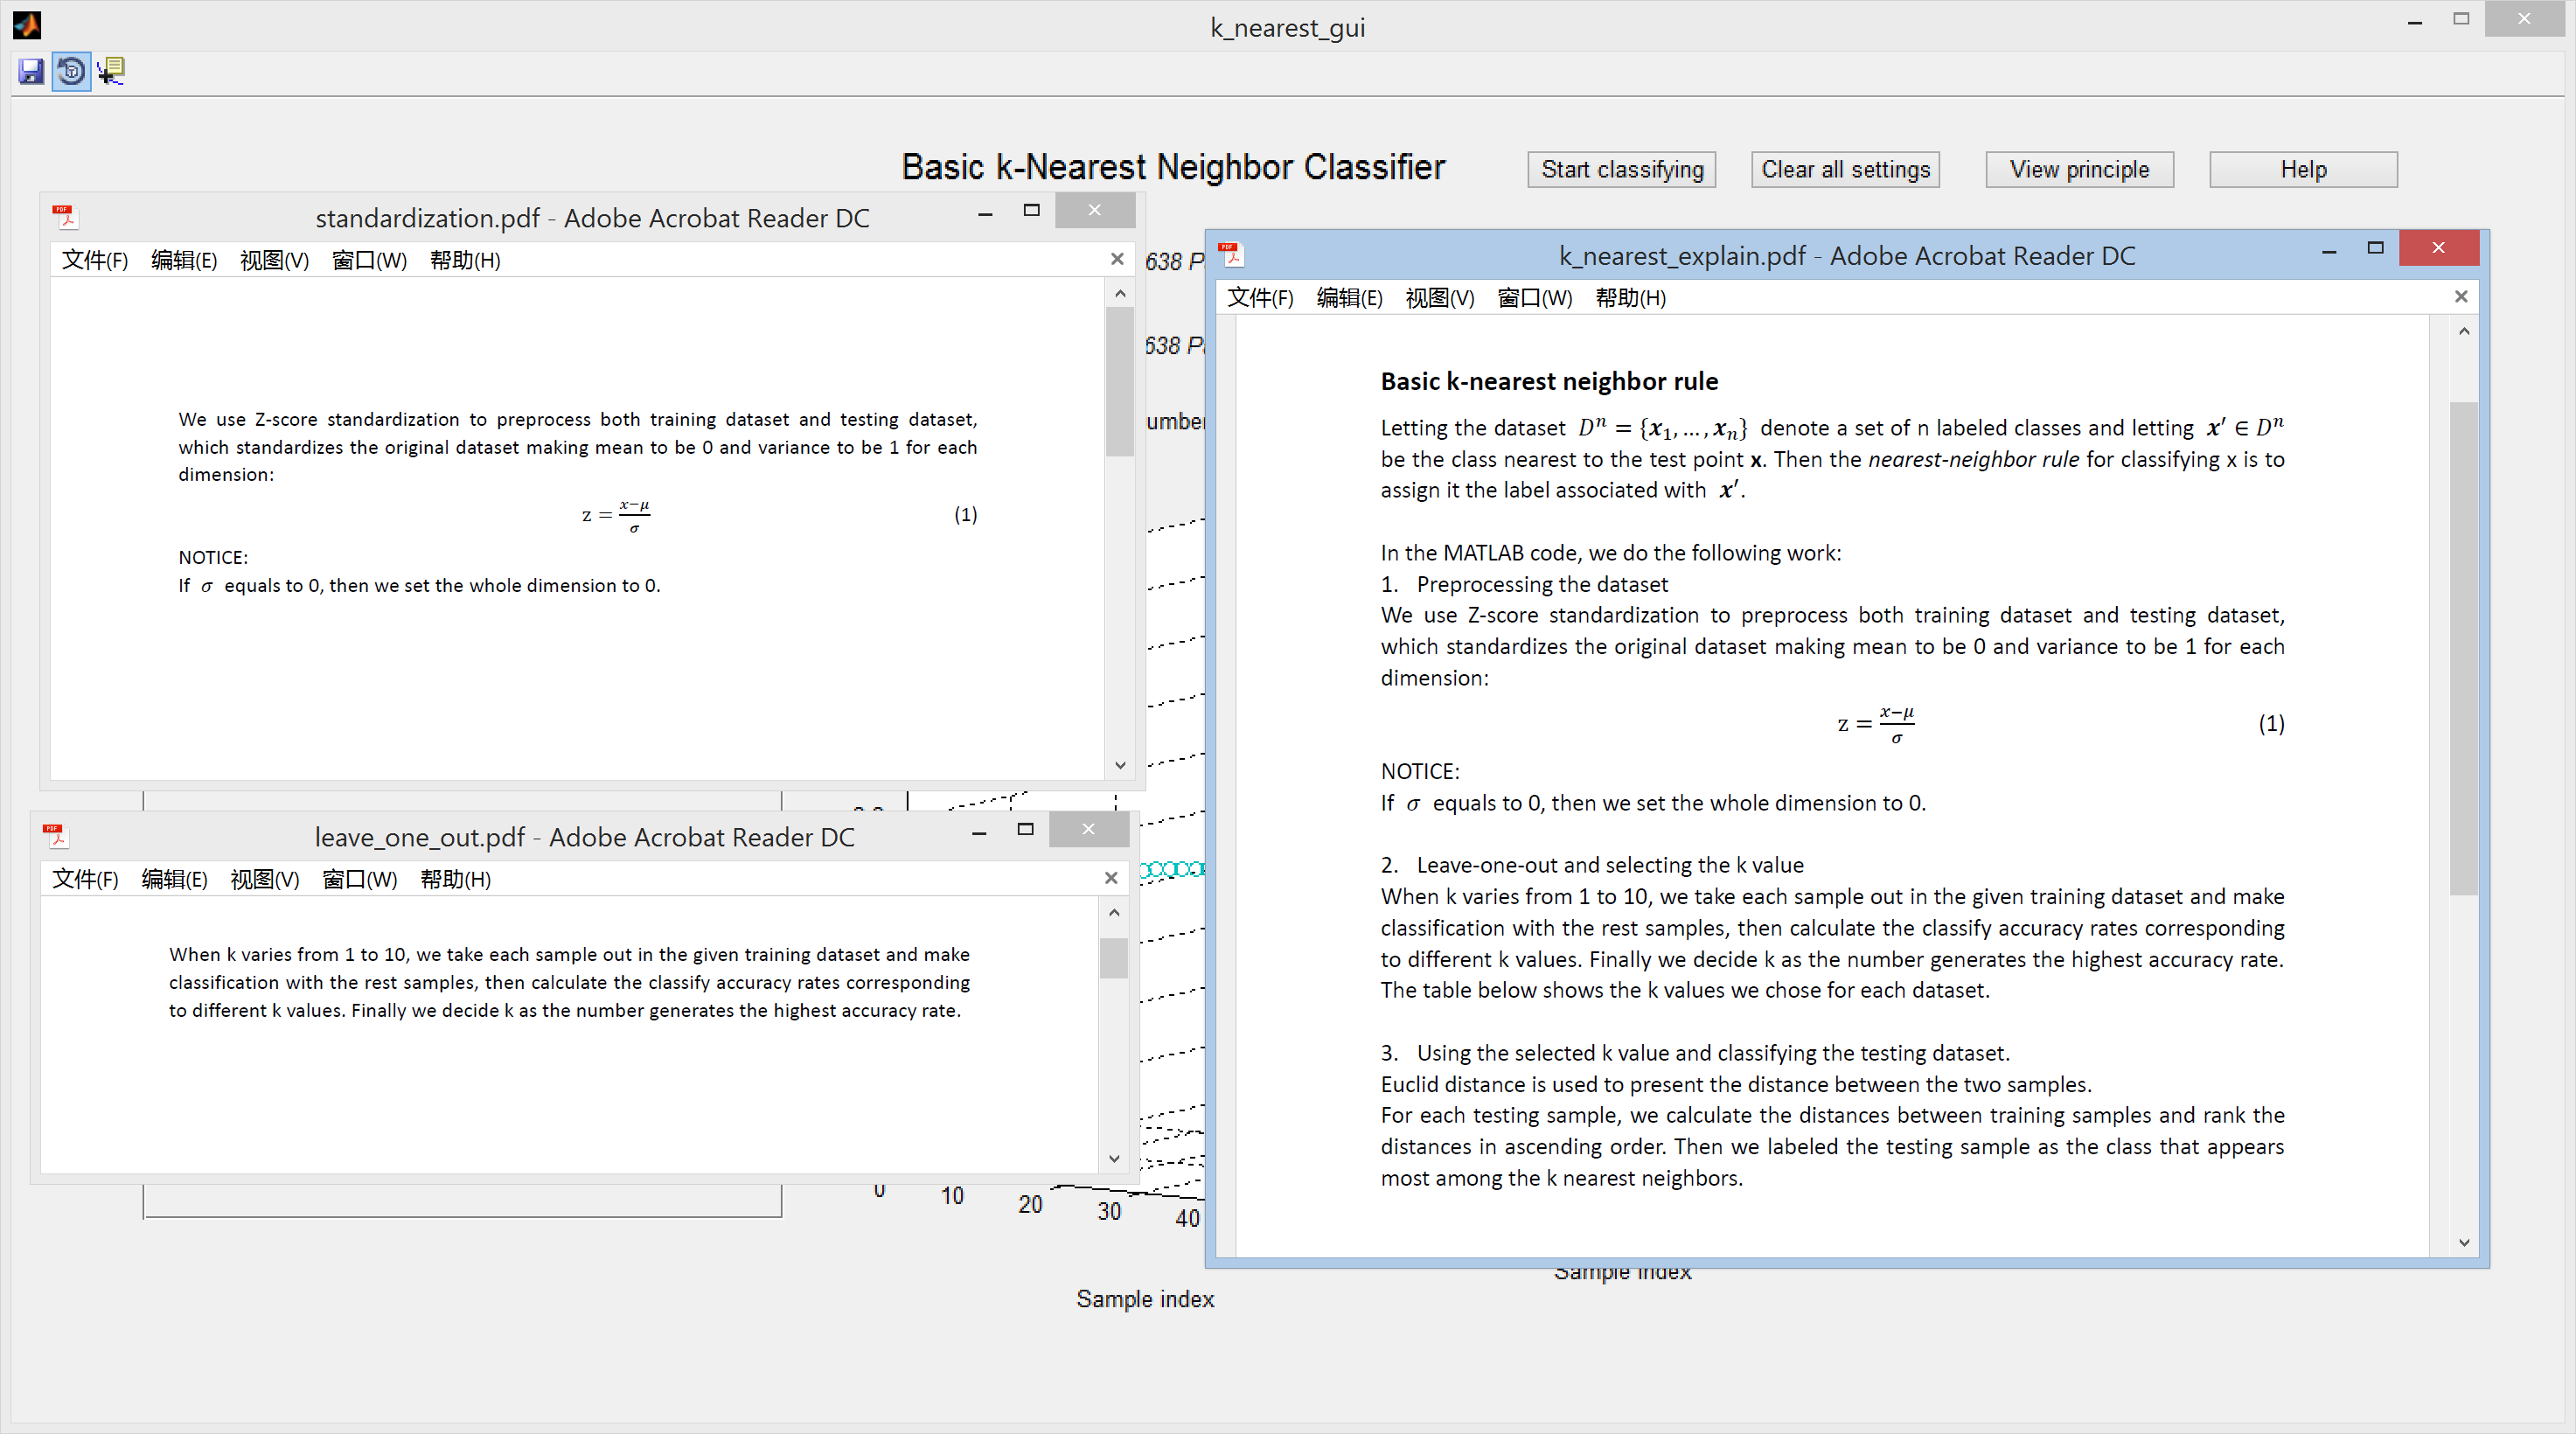 k_nearest_gui
Basic k-Nearest Neighbor Classifier
Start classifying
Clear all settings
View principle
Help
standardization.pdf - Adobe Acrobat Reader DC
文件(F) 编辑(E) 视图(V) 窗口(W) 帮助(H)
We use Z-score standardization to preprocess both training dataset and testing dataset,
which standardizes the original dataset making mean to be 0 and variance to be 1 for each
dimension:
z = x−μ / σ (1)
NOTICE:
If σ equals to 0, then we set the whole dimension to 0.
638
638
leave_one_out.pdf - Adobe Acrobat Reader DC
文件(F) 编辑(E) 视图(V) 窗口(W) 帮助(H)
When k varies from 1 to 10, we take each sample out in the given training dataset and make
classification with the rest samples, then calculate the classify accuracy rates corresponding
to different k values. Finally we decide k as the number generates the highest accuracy rate.
0 10 20 30 40
Sample index
k_nearest_explain.pdf - Adobe Acrobat Reader DC
文件(F) 编辑(E) 视图(V) 窗口(W) 帮助(H)
Basic k-nearest neighbor rule
Letting the dataset Dⁿ = {x₁, … , xₙ} denote a set of n labeled classes and letting x′ ∈ Dⁿ
be the class nearest to the test point x. Then the nearest-neighbor rule for classifying x is to
assign it the label associated with x′.
In the MATLAB code, we do the following work:
1. Preprocessing the dataset
We use Z-score standardization to preprocess both training dataset and testing dataset,
which standardizes the original dataset making mean to be 0 and variance to be 1 for each
dimension:
z = x−μ / σ (1)
NOTICE:
If σ equals to 0, then we set the whole dimension to 0.
2. Leave-one-out and selecting the k value
When k varies from 1 to 10, we take each sample out in the given training dataset and make
classification with the rest samples, then calculate the classify accuracy rates corresponding
to different k values. Finally we decide k as the number generates the highest accuracy rate.
The table below shows the k values we chose for each dataset.
3. Using the selected k value and classifying the testing dataset.
Euclid distance is used to present the distance between the two samples.
For each testing sample, we calculate the distances between training samples and rank the
distances in ascending order. Then we labeled the testing sample as the class that appears
most among the k nearest neighbors.
Sample index